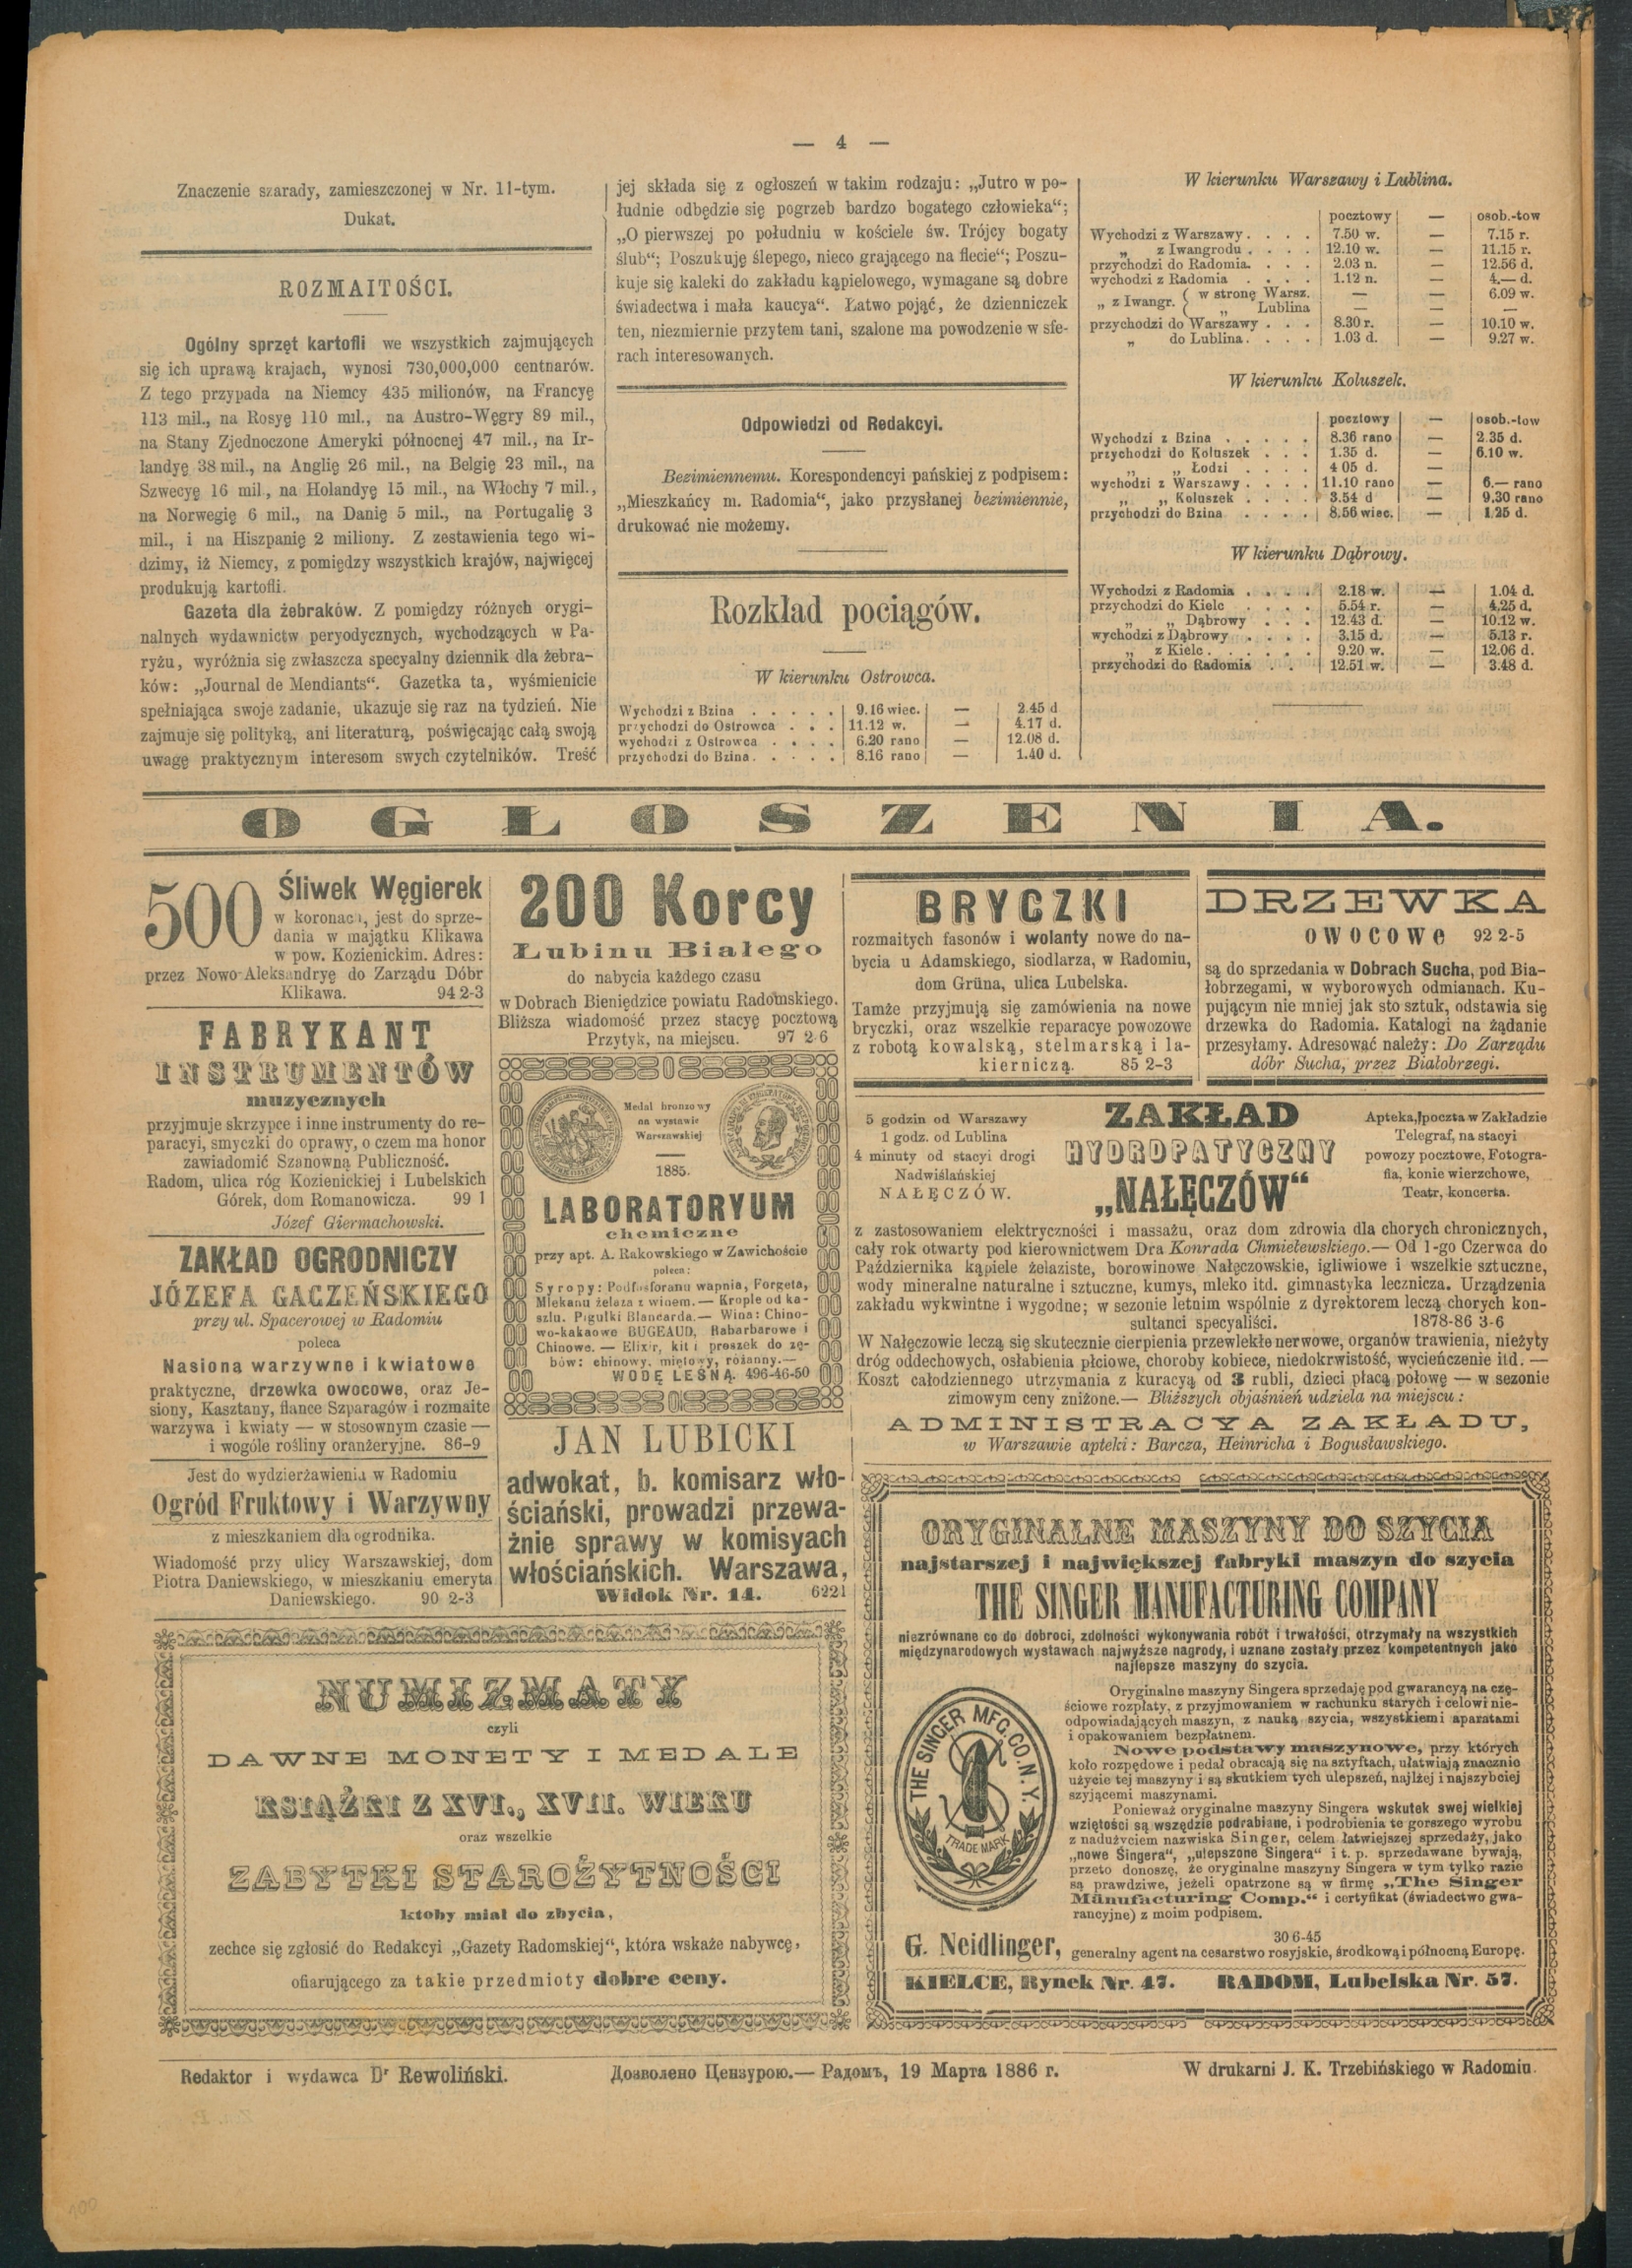 — 4 —
Znaczenie szarady, zamieszczonej w Nr. 11-tym.
Dukat.
ROZMAITOŚCI.
Ogólny sprzęt kartofli we wszystkich zajmujących
się ich uprawą krajach, wynosi 730,000,000 centnarów.
Z tego przypada na Niemcy 435 milionów, na Francyę
113 mil., na Rosyę 110 mil., na Austro-Węgry 89 mil.,
na Stany Zjednoczone Ameryki północnej 47 mil., na Ir-
landyę 38 mil., na Anglię 26 mil., na Belgię 23 mil., na
Szwecyę 16 mil, na Holandyę 15 mil., na Włochy 7 mil.,
na Norwegię 6 mil., na Danię 5 mil., na Portugalię 3
mil., i na Hiszpanię 2 miliony. Z zestawienia tego wi-
dzimy, iż Niemcy, z pomiędzy wszystkich krajów, najwięcej
produkują kartofli.
Gazeta dla żebraków. Z pomiędzy różnych orygi-
nalnych wydawnictw peryodycznych, wychodzących w Pa-
ryżu, wyróżnia się zwłaszcza specyalny dziennik dla żebra-
ków: „Journal de Mendiants“. Gazetka ta, wyśmienicie
spełniająca swoje zadanie, ukazuje się raz na tydzień. Nie
zajmuje się polityką, ani literaturą, poświęcając całą swoją
uwagę praktycznym interesom swych czytelników. Treść
jej składa się z ogłoszeń w takim rodzaju: „Jutro w po-
łudnie odbędzie się pogrzeb bardzo bogatego człowieka“;
„O pierwszej po południu w kościele św. Trójcy bogaty
ślub“; Poszukuję ślepego, nieco grającego na flecie“; Poszu-
kuje się kaleki do zakładu kąpielowego, wymagane są dobre
świadectwa i mała kaucya“. Łatwo pojąć, że dzienniczek
ten, niezmiernie przytem tani, szalone ma powodzenie w sfe-
rach interesowanych.
Odpowiedzi od Redakcyi.
Bezimiennemu. Korespondencyi pańskiej z podpisem:
„Mieszkańcy m. Radomia“, jako przysłanej bezimiennie,
drukować nie możemy.
Rozkład pociągów.
W kierunku Ostrowca.
Wychodzi z Bzina . . . . . 9.16 wiec. — 2.45 d
przychodzi do Ostrowca . . . 11.12 w. — 4.17 d.
wychodzi z Ostrowca . . . . 6.20 rano — 12.08 d.
przychodzi do Bzina. . . . . 8.16 rano — 1.40 d.
W kierunku Warszawy i Lublina.
pocztowy — osob.-tow
Wychodzi z Warszawy. . . . 7.50 w. — 7.15 r.
„ z Iwangrodu . . . . 12.10 w. — 11.15 r.
przychodzi do Radomia. . . . 2.03 n. — 12.56 d.
wychodzi z Radomia . . . . 1.12 n. — 4.— d.
„ z Iwangr. { w stronę Warsz. — — 6.09 w.
„ Lublina — — —
przychodzi do Warszawy . . . 8.30 r. — 10.10 w.
„ do Lublina. . . . 1.03 d. — 9.27 w.
W kierunku Koluszek.
pocztowy — osob.-tow
Wychodzi z Bzina . . . . . 8.36 rano — 2.35 d.
przychodzi do Koluszek . . . 1.35 d. — 6.10 w.
„ „ Łodzi . . . . 4 05 d. —
wychodzi z Warszawy . . . . 11.10 rano — 6.— rano
„ „ Koluszek . . . . 3.54 d — 9.30 rano
przychodzi do Bzina . . . . 8.56 wiec. — 1.25 d.
W kierunku Dąbrowy.
Wychodzi z Radomia . . . . 2.18 w. — 1.04 d.
przychodzi do Kielc . . . . 5.54 r. — 4.25 d.
„ „ Dąbrowy . . . 12.43 d. — 10.12 w.
wychodzi z Dąbrowy . . . . 3.15 d. — 5.13 r.
„ z Kielc . . . . . . 9.20 w. — 12.06 d.
przychodzi do Radomia . . 12.51 w. — 3.48 d.
OGŁOSZENIA.
500 Śliwek Węgierek
w koronach, jest do sprze-
dania w majątku Klikawa
w pow. Kozienickim. Adres:
przez Nowo-Aleksandryę do Zarządu Dóbr
Klikawa. 94 2-3
FABRYKANT
INSTRUMENTÓW
muzycznych
przyjmuje skrzypce i inne instrumenty do re-
paracyi, smyczki do oprawy, o czem ma honor
zawiadomić Szanowną Publiczność.
Radom, ulica róg Kozienickiej i Lubelskich
Górek, dom Romanowicza. 99 1
Józef Giermachowski.
ZAKŁAD OGRODNICZY
JÓZEFA GACZEŃSKIEGO
przy ul. Spacerowej w Radomiu
poleca
Nasiona warzywne i kwiatowe
praktyczne, drzewka owocowe, oraz Je-
siony, Kasztany, flance Szparagów i rozmaite
warzywa i kwiaty — w stosownym czasie —
i wogóle rośliny oranżeryjne. 86-9
Jest do wydzierżawienia w Radomiu
Ogród Fruktowy i Warzywny
z mieszkaniem dla ogrodnika.
Wiadomość przy ulicy Warszawskiej, dom
Piotra Daniewskiego, w mieszkaniu emeryta
Daniewskiego. 90 2-3
200 Korcy
Łubinu Białego
do nabycia każdego czasu
w Dobrach Bieniędzice powiatu Radomskiego.
Bliższa wiadomość przez stacyę pocztową
Przytyk, na miejscu. 97 2-6
Medal bronzowy
na wystawie
Warszawskiej
1885.
LABORATORYUM
chemiczne
przy apt. A. Rakowskiego w Zawichoście
poleca:
Syropy: Podfosforanu wapnia, Forgeta,
Mlekanu żelaza z winem. — Krople od ka-
szlu. Pigułki Blancarda. — Wina: Chino-
wo-kakaowe BUGEAUD, Rabarbarowe i
Chinowe. — Elixir, kit i proszek do zę-
bów: chinowy, miętowy, różanny.—
WODĘ LEŚNĄ. 496-46-50
JAN LUBICKI
adwokat, b. komisarz wło-
ściański, prowadzi przewa-
żnie sprawy w komisyach
włościańskich. Warszawa,
Widok Nr. 14. 6221
BRYCZKI
rozmaitych fasonów i wolanty nowe do na-
bycia u Adamskiego, siodlarza, w Radomiu,
dom Grüna, ulica Lubelska.
Tamże przyjmują się zamówienia na nowe
bryczki, oraz wszelkie reparacye powozowe
z robotą kowalską, stelmarską i la-
kierniczą. 85 2-3
DRZEWKA
owocowe 92 2-5
są do sprzedania w Dobrach Sucha, pod Bia-
łobrzegami, w wyborowych odmianach. Ku-
pującym nie mniej jak sto sztuk, odstawia się
drzewka do Radomia. Katalogi na żądanie
przesyłamy. Adresować należy: Do Zarządu
dóbr Sucha, przez Białobrzegi.
5 godzin od Warszawy
1 godz. od Lublina
4 minuty od stacyi drogi
Nadwiślańskiej
NAŁĘCZÓW.
ZAKŁAD
HYDROPATYCZNY
„NAŁĘCZÓW“
Apteka, poczta w Zakładzie
Telegraf, na stacyi
powozy pocztowe, Fotogra-
fia, konie wierzchowe,
Teatr, koncerta.
z zastosowaniem elektryczności i massażu, oraz dom zdrowia dla chorych chronicznych,
cały rok otwarty pod kierownictwem Dra Konrada Chmielewskiego.— Od 1-go Czerwca do
Października kąpiele żelaziste, borowinowe Nałęczowskie, igliwiowe i wszelkie sztuczne,
wody mineralne naturalne i sztuczne, kumys, mleko itd. gimnastyka lecznicza. Urządzenia
zakładu wykwintne i wygodne; w sezonie letnim wspólnie z dyrektorem leczą chorych kon-
sultanci specyaliści. 1878-86 3-6
W Nałęczowie leczą się skutecznie cierpienia przewlekłe nerwowe, organów trawienia, nieżyty
dróg oddechowych, osłabienia płciowe, choroby kobiece, niedokrwistość, wycieńczenie itd. —
Koszt całodziennego utrzymania z kuracyą od 3 rubli, dzieci płacą połowę — w sezonie
zimowym ceny zniżone.— Bliższych objaśnień udziela na miejscu:
ADMINISTRACYA ZAKŁADU,
w Warszawie apteki: Barcza, Heinricha i Bogusławskiego.
NUMIZMATY
czyli
DAWNE MONETY I MEDALE
KSIĄŻKI Z XVI., XVII. WIEKU
oraz wszelkie
ZABYTKI STAROŻYTNOŚCI
ktoby miał do zbycia,
zechce się zgłosić do Redakcyi „Gazety Radomskiej“, która wskaże nabywcę,
ofiarującego za takie przedmioty dobre ceny.
ORYGINALNE MASZYNY DO SZYCIA
najstarszej i największej fabryki maszyn do szycia
THE SINGER MANUFACTURING COMPANY
niezrównane co do dobroci, zdolności wykonywania robót i trwałości, otrzymały na wszystkich
międzynarodowych wystawach najwyższe nagrody, i uznane zostały przez kompetentnych jako
najlepsze maszyny do szycia.
THE SINGER MFG. CO. N. Y.
TRADE MARK
Oryginalne maszyny Singera sprzedaję pod gwarancyą na czę-
ściowe rozpłaty, z przyjmowaniem w rachunku starych i celowi nie-
odpowiadających maszyn, z nauką szycia, wszystkiemi aparatami
i opakowaniem bezpłatnem.
Nowe podstawy maszynowe, przy których
koło rozpędowe i pedał obracają się na sztyftach, ułatwiają znacznie
użycie tej maszyny i są skutkiem tych ulepszeń, najlżej i najszybciej
szyjącemi maszynami.
Ponieważ oryginalne maszyny Singera wskutek swej wielkiej
wziętości są wszędzie podrabiane, i podrobienia te gorszego wyrobu
z nadużyciem nazwiska Singer, celem łatwiejszej sprzedaży, jako
„nowe Singera“, „ulepszone Singera“ i t. p. sprzedawane bywają,
przeto donoszę, że oryginalne maszyny Singera w tym tylko razie
są prawdziwe, jeżeli opatrzone są w firmę „The Singer
Manufacturing Comp.“ i certyfikat (świadectwo gwa-
rancyjne) z moim podpisem.
30 6-45
G. Neidlinger, generalny agent na cesarstwo rosyjskie, środkową i północną Europę.
KIELCE, Rynek Nr. 47. RADOM, Lubelska Nr. 57.
Redaktor i wydawca Dr Rewoliński.
Дозволено Цензурою.— Радомъ, 19 Марта 1886 г.
W drukarni J. K. Trzebińskiego w Radomiu.